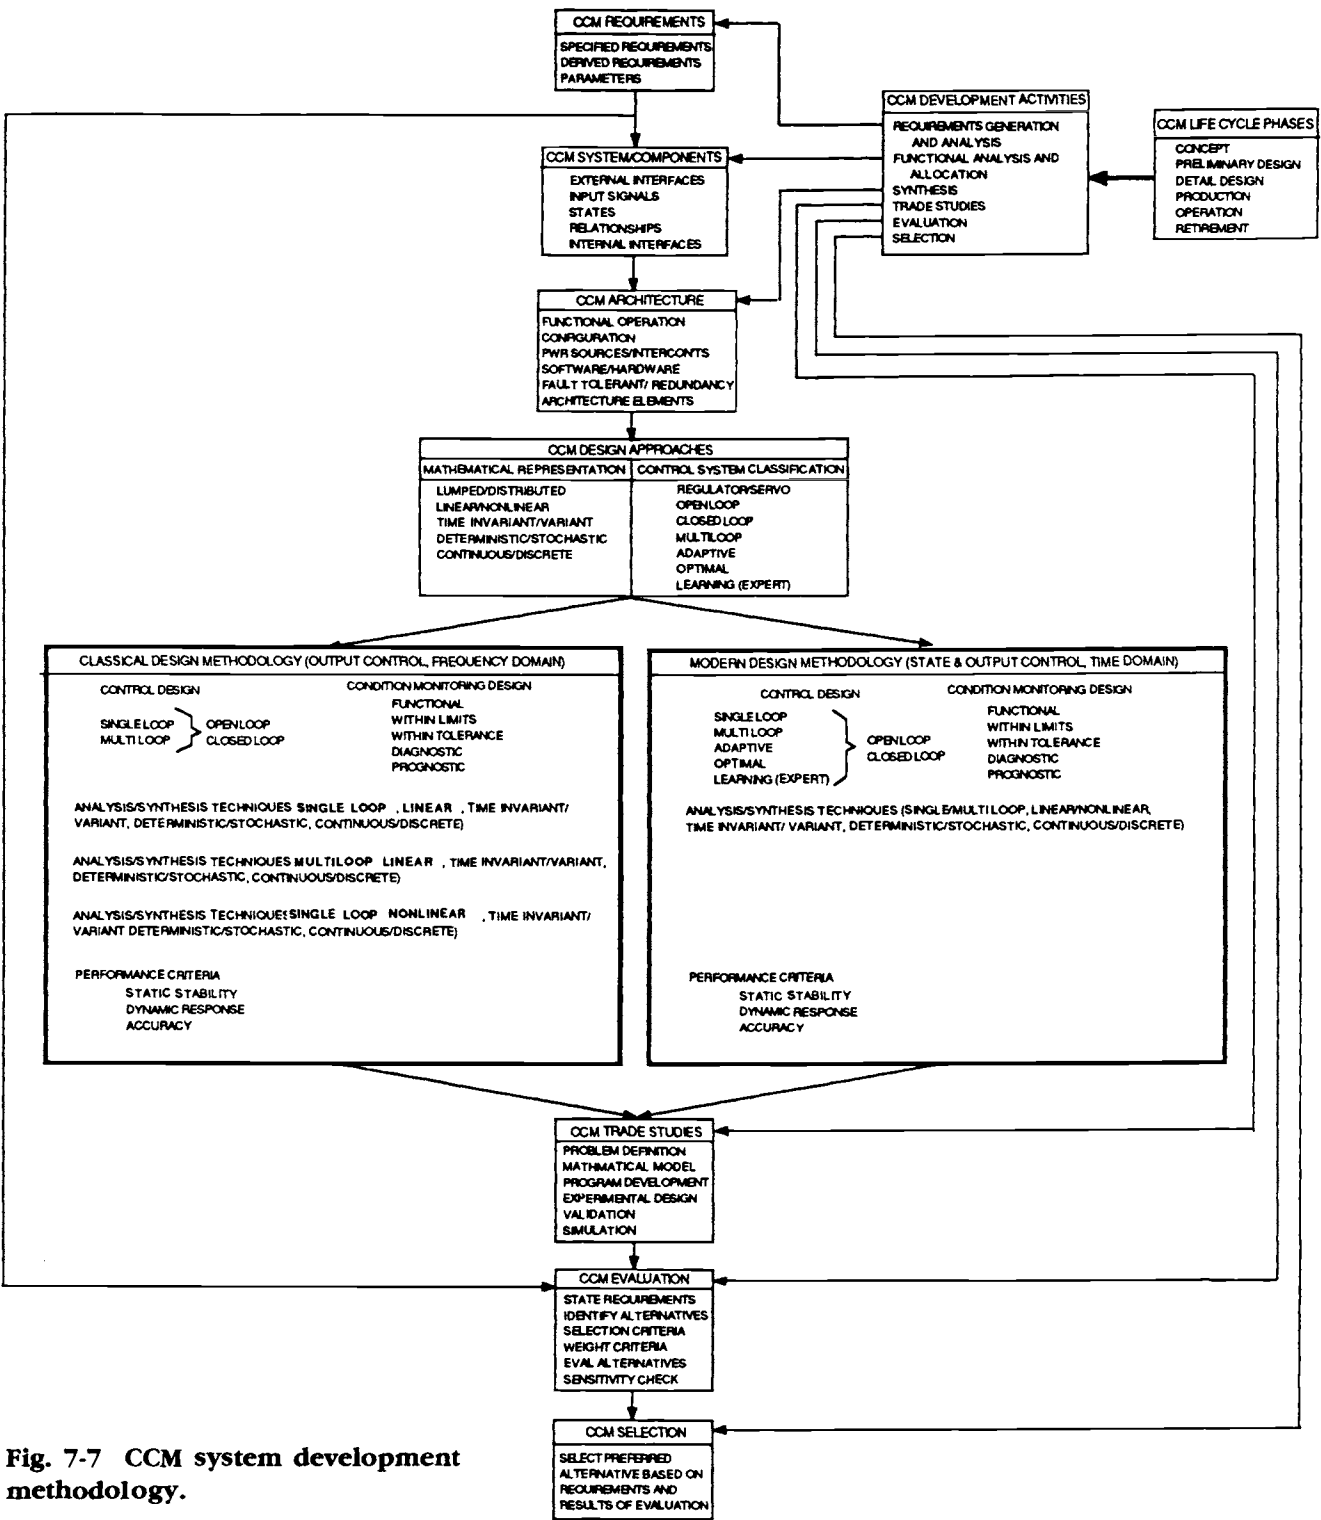 CCM REQUIREMENTS
SPECIFIED REQUIREMENTS
DERIVED REQUIREMENTS
PARAMETERS
CCM DEVELOPMENT ACTIVITIES
REQUIREMENTS GENERATION
AND ANALYSIS
FUNCTIONAL ANALYSIS AND
ALLOCATION
SYNTHESIS
TRADE STUDIES
EVALUATION
SELECTION
CCM LIFE CYCLE PHASES
CONCEPT
PRELIMINARY DESIGN
DETAIL DESIGN
PRODUCTION
OPERATION
RETIREMENT
CCM SYSTEM/COMPONENTS
EXTERNAL INTERFACES
INPUT SIGNALS
STATES
RELATIONSHIPS
INTERNAL INTERFACES
CCM ARCHITECTURE
FUNCTIONAL OPERATION
CONFIGURATION
PWR SOURCES/INTERCONTS
SOFTWARE/HARDWARE
FAULT TOLERANT/ REDUNDANCY
ARCHITECTURE ELEMENTS
CCM DESIGN APPROACHES
MATHEMATICAL REPRESENTATION
LUMPED/DISTRIBUTED
LINEAR/NONLINEAR
TIME INVARIANT/VARIANT
DETERMINISTIC/STOCHASTIC
CONTINUOUS/DISCRETE
CONTROL SYSTEM CLASSIFICATION
REGULATOR/SERVO
OPEN LOOP
CLOSED LOOP
MULTILOOP
ADAPTIVE
OPTIMAL
LEARNING (EXPERT)
CLASSICAL DESIGN METHODOLOGY (OUTPUT CONTROL, FREQUENCY DOMAIN)
CONTROL DESIGN
SINGLE LOOP
MULTI LOOP
OPEN LOOP
CLOSED LOOP
CONDITION MONITORING DESIGN
FUNCTIONAL
WITHIN LIMITS
WITHIN TOLERANCE
DIAGNOSTIC
PROGNOSTIC
ANALYSIS/SYNTHESIS TECHNIQUES SINGLE LOOP , LINEAR , TIME INVARIANT/
VARIANT, DETERMINISTIC/STOCHASTIC, CONTINUOUS/DISCRETE)
ANALYSIS/SYNTHESIS TECHNIQUES MULTILOOP LINEAR , TIME INVARIANT/VARIANT,
DETERMINISTIC/STOCHASTIC, CONTINUOUS/DISCRETE)
ANALYSIS/SYNTHESIS TECHNIQUES SINGLE LOOP NONLINEAR , TIME INVARIANT/
VARIANT DETERMINISTIC/STOCHASTIC, CONTINUOUS/DISCRETE)
PERFORMANCE CRITERIA
STATIC STABILITY
DYNAMIC RESPONSE
ACCURACY
MODERN DESIGN METHODOLOGY (STATE & OUTPUT CONTROL, TIME DOMAIN)
CONTROL DESIGN
SINGLE LOOP
MULTI LOOP
ADAPTIVE
OPTIMAL
LEARNING (EXPERT)
OPEN LOOP
CLOSED LOOP
CONDITION MONITORING DESIGN
FUNCTIONAL
WITHIN LIMITS
WITHIN TOLERANCE
DIAGNOSTIC
PROGNOSTIC
ANALYSIS/SYNTHESIS TECHNIQUES (SINGLE/MULTI LOOP, LINEAR/NONLINEAR,
TIME INVARIANT/ VARIANT, DETERMINISTIC/STOCHASTIC, CONTINUOUS/DISCRETE)
PERFORMANCE CRITERIA
STATIC STABILITY
DYNAMIC RESPONSE
ACCURACY
CCM TRADE STUDIES
PROBLEM DEFINITION
MATHMATICAL MODEL
PROGRAM DEVELOPMENT
EXPERIMENTAL DESIGN
VALIDATION
SIMULATION
CCM EVALUATION
STATE REQUIREMENTS
IDENTIFY ALTERNATIVES
SELECTION CRITERIA
WEIGHT CRITERIA
EVAL ALTERNATIVES
SENSITIVITY CHECK
CCM SELECTION
SELECT PREFERRED
ALTERNATIVE BASED ON
REQUIREMENTS AND
RESULTS OF EVALUATION
Fig. 7-7 CCM system development
methodology.